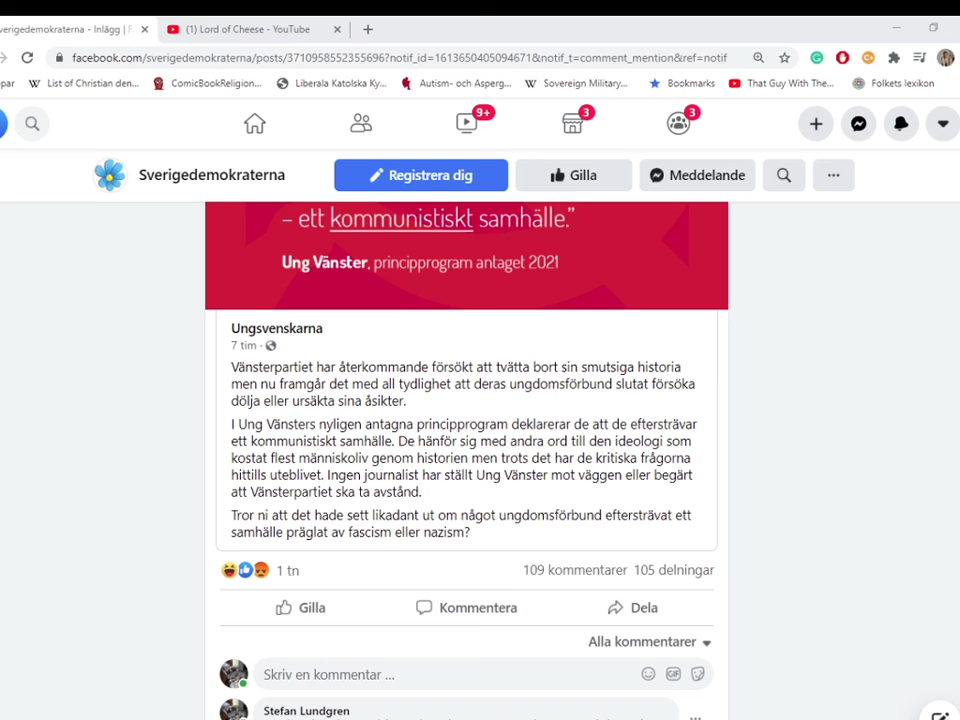 verigedemokraterna - Inlägg |
(1) Lord of Cheese - YouTube
facebook.com/sverigedemokraterna/posts/3710958552355696?notif_id=1613650405094671&notif_t=comment_mention&ref=notif
par
List of Christian den...
ComicBookReligion...
Liberala Katolska Ky...
Autism- och Asperg...
Sovereign Military...
Bookmarks
That Guy With The...
Folkets lexikon
9+
3
3
Sverigedemokraterna
Registrera dig
Gilla
Meddelande
– ett kommunistiskt samhälle.”
Ung Vänster, principprogram antaget 2021
Ungsvenskarna
7 tim ·
Vänsterpartiet har återkommande försökt att tvätta bort sin smutsiga historia
men nu framgår det med all tydlighet att deras ungdomsförbund slutat försöka
dölja eller ursäkta sina åsikter.
I Ung Vänsters nyligen antagna principprogram deklarerar de att de eftersträvar
ett kommunistiskt samhälle. De hänför sig med andra ord till den ideologi som
kostat flest människoliv genom historien men trots det har de kritiska frågorna
hittills uteblivet. Ingen journalist har ställt Ung Vänster mot väggen eller begärt
att Vänsterpartiet ska ta avstånd.
Tror ni att det hade sett likadant ut om något ungdomsförbund eftersträvat ett
samhälle präglat av fascism eller nazism?
1 tn
109 kommentarer 105 delningar
Gilla
Kommentera
Dela
Alla kommentarer
Skriv en kommentar ...
GIF
Stefan Lundgren